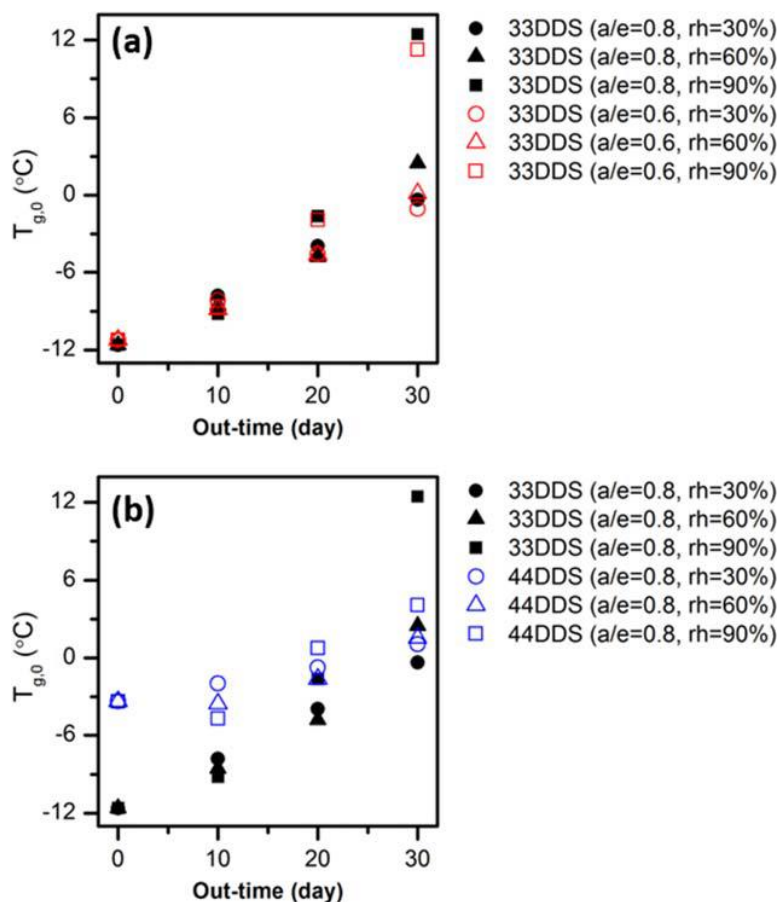 (a)
12
6
0
-6
-12
T_{g,0} (°C)
0 10 20 30
Out-time (day)
33DDS (a/e=0.8, rh=30%)
33DDS (a/e=0.8, rh=60%)
33DDS (a/e=0.8, rh=90%)
33DDS (a/e=0.6, rh=30%)
33DDS (a/e=0.6, rh=60%)
33DDS (a/e=0.6, rh=90%)
(b)
12
6
0
-6
-12
T_{g,0} (°C)
0 10 20 30
Out-time (day)
33DDS (a/e=0.8, rh=30%)
33DDS (a/e=0.8, rh=60%)
33DDS (a/e=0.8, rh=90%)
44DDS (a/e=0.8, rh=30%)
44DDS (a/e=0.8, rh=60%)
44DDS (a/e=0.8, rh=90%)